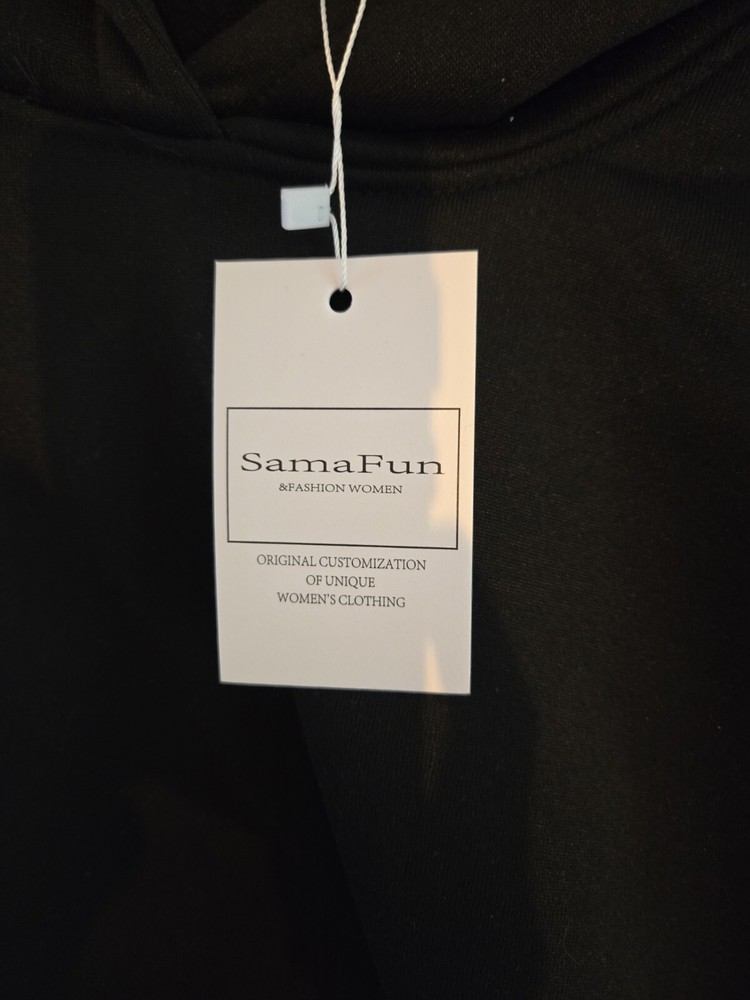 SamaFun
&FASHION WOMEN
ORIGINAL CUSTOMIZATION
OF UNIQUE
WOMEN'S CLOTHING